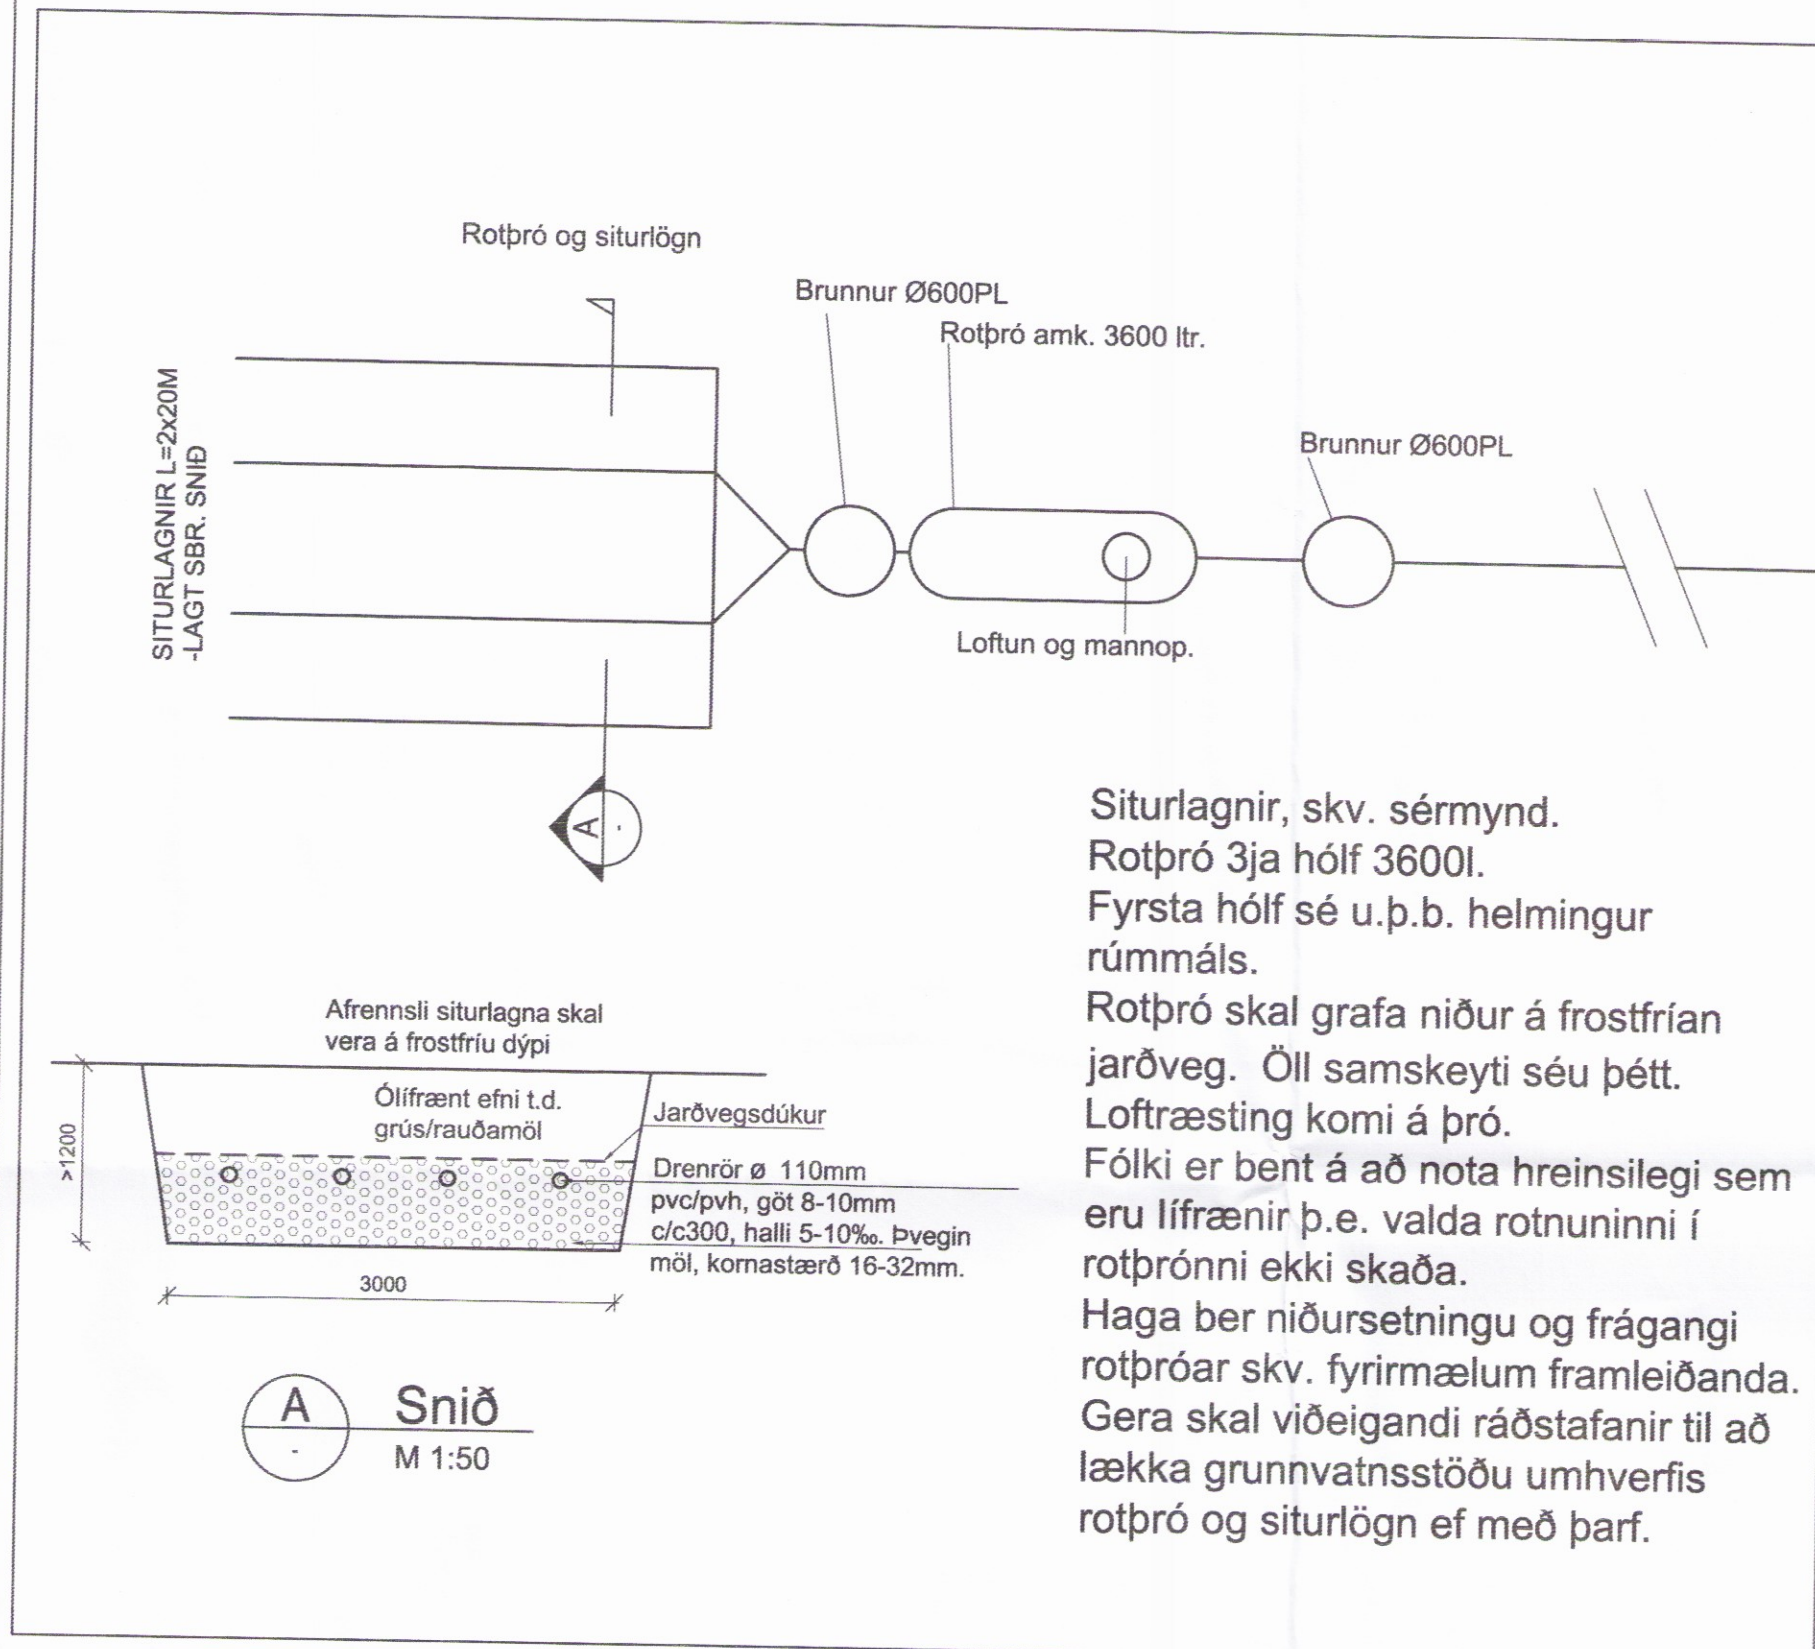 Rotþró og siturlögn
Brunnur Ø600PL
Rotþró amk. 3600 ltr.
Brunnur Ø600PL
SITURLAGNIR L=2x20M
-LAGT SBR. SNIÐ
Loftun og mannop.
A
-
Siturlagnir, skv. sérmynd.
Rotþró 3ja hólf 3600l.
Fyrsta hólf sé u.þ.b. helmingur
rúmmáls.
Rotþró skal grafa niður á frostfrían
jarðveg. Öll samskeyti séu þétt.
Loftræsting komi á þró.
Fólki er bent á að nota hreinsilegi sem
eru lífrænir þ.e. valda rotnuninni í
rotþrónni ekki skaða.
Haga ber niðursetningu og frágangi
rotþróar skv. fyrirmælum framleiðanda.
Gera skal viðeigandi ráðstafanir til að
lækka grunnvatnsstöðu umhverfis
rotþró og siturlögn ef með þarf.
Afrennsli siturlagna skal
vera á frostfríu dýpi
Ólífrænt efni t.d.
grús/rauðamöl
Jarðvegsdúkur
>1200
Drenrör ø 110mm
pvc/pvh, göt 8-10mm
c/c300, halli 5-10‰. Þvegin
möl, kornastærð 16-32mm.
3000
A
-
Snið
M 1:50